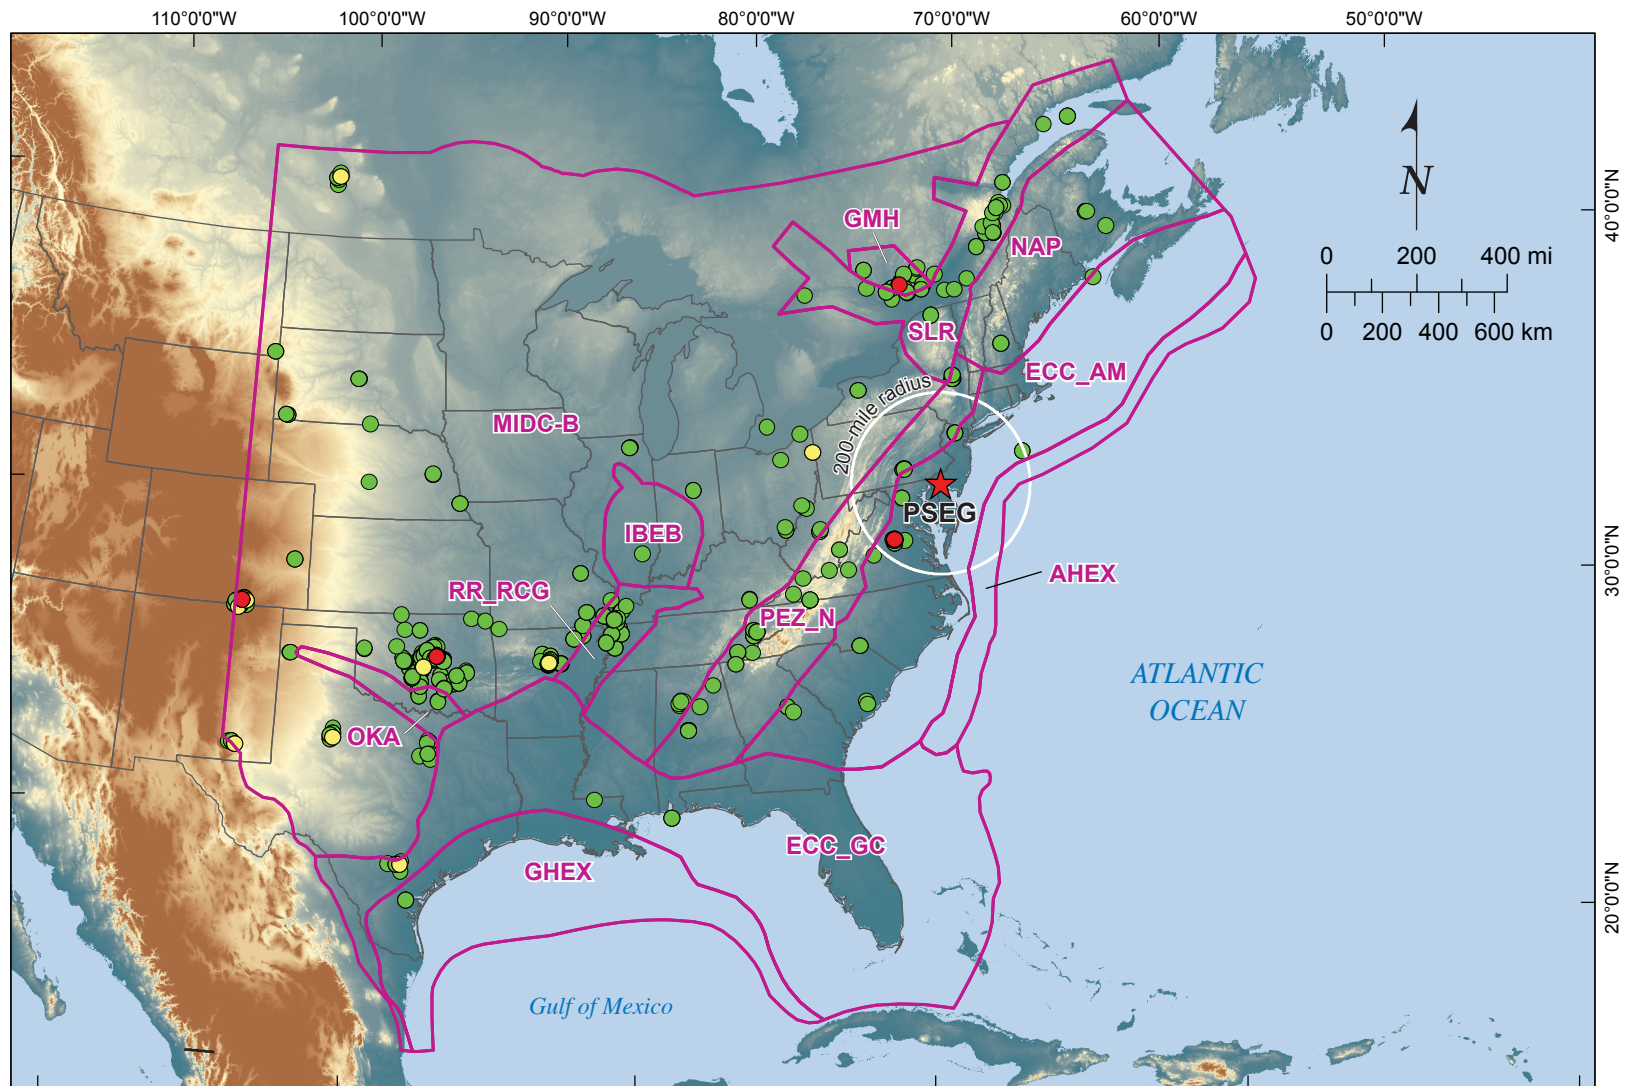 110°0'0"W
100°0'0"W
90°0'0"W
80°0'0"W
70°0'0"W
60°0'0"W
50°0'0"W
40°0'0"N
30°0'0"N
20°0'0"N
N
0 200 400 mi
0 200 400 600 km
GMH
NAP
SLR
ECC_AM
200-mile radius
MIDC-B
PSEG
IBEB
AHEX
RR_RCG
PEZ_N
ATLANTIC
OCEAN
OKA
ECC_GC
GHEX
Gulf of Mexico